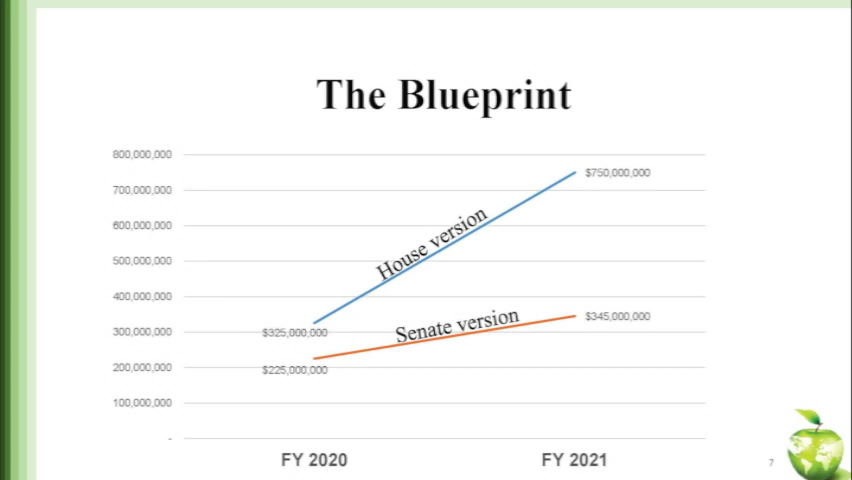 The Blueprint
800,000,000
700,000,000
600,000,000
500,000,000
400,000,000
300,000,000
200,000,000
100,000,000
-
$750,000,000
House version
$325,000,000
Senate version
$345,000,000
$225,000,000
FY 2020
FY 2021
7